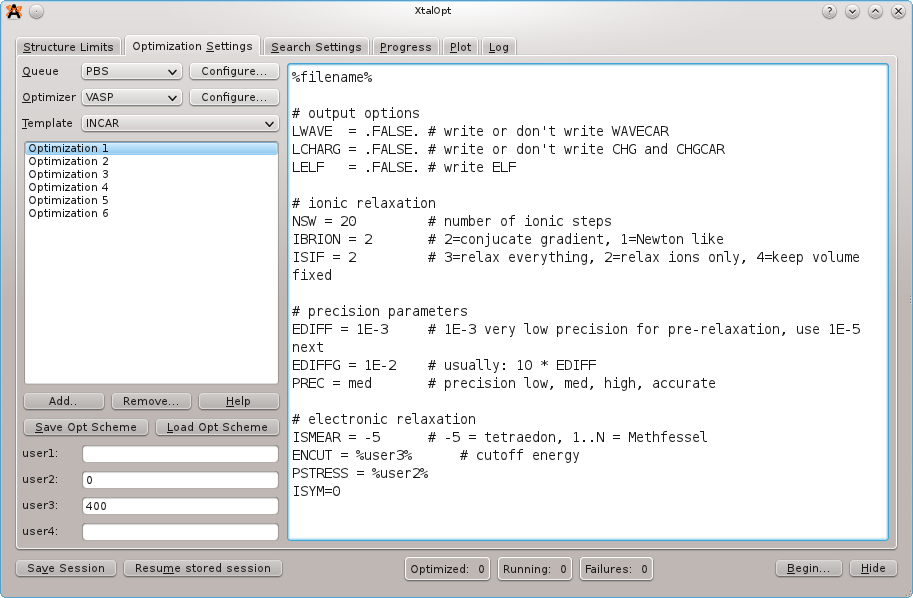 XtalOpt
Structure Limits
Optimization Settings
Search Settings
Progress
Plot
Log
Queue PBS Configure...
Optimizer VASP Configure...
Template INCAR
Optimization 1
Optimization 2
Optimization 3
Optimization 4
Optimization 5
Optimization 6
Add.. Remove... Help
Save Opt Scheme Load Opt Scheme
user1:
user2: 0
user3: 400
user4:
%filename%
# output options
LWAVE = .FALSE. # write or don't write WAVECAR
LCHARG = .FALSE. # write or don't write CHG and CHGCAR
LELF = .FALSE. # write ELF
# ionic relaxation
NSW = 20 # number of ionic steps
IBRION = 2 # 2=conjucate gradient, 1=Newton like
ISIF = 2 # 3=relax everything, 2=relax ions only, 4=keep volume
fixed
# precision parameters
EDIFF = 1E-3 # 1E-3 very low precision for pre-relaxation, use 1E-5
next
EDIFFG = 1E-2 # usually: 10 * EDIFF
PREC = med # precision low, med, high, accurate
# electronic relaxation
ISMEAR = -5 # -5 = tetraedon, 1..N = Methfessel
ENCUT = %user3% # cutoff energy
PSTRESS = %user2%
ISYM=0
Save Session Resume stored session Optimized: 0 Running: 0 Failures: 0 Begin... Hide